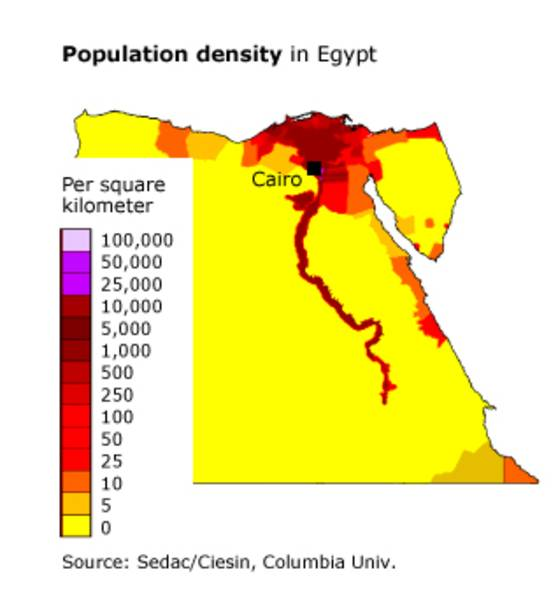 Population density in Egypt
Cairo
Per square
kilometer
100,000
50,000
25,000
10,000
5,000
1,000
500
250
100
50
25
10
5
0
Source: Sedac/Ciesin, Columbia Univ.